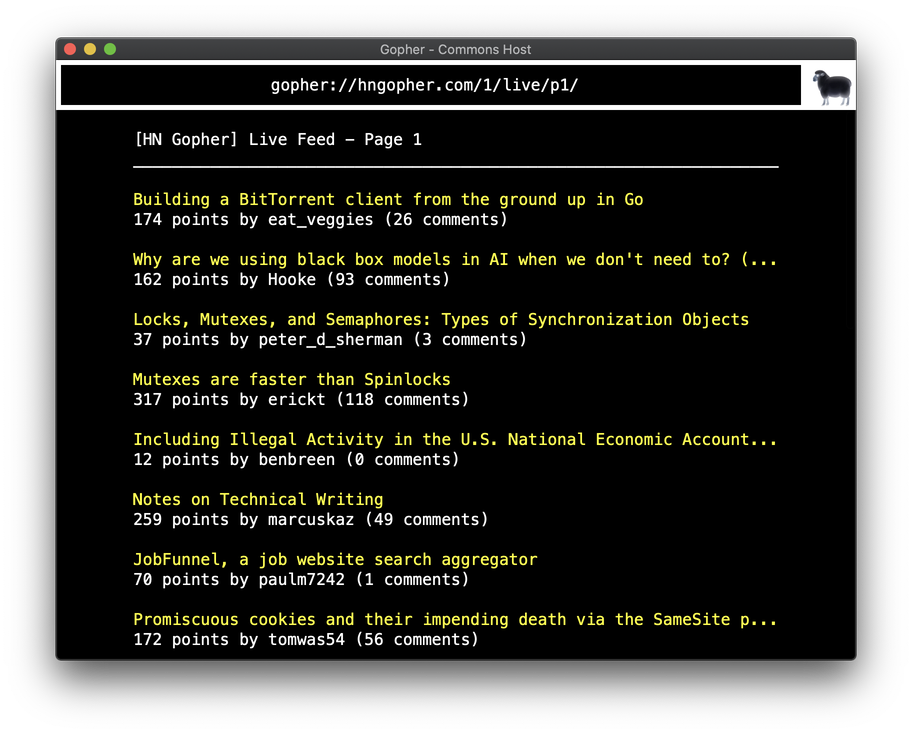 Gopher - Commons Host
gopher://hngopher.com/1/live/p1/
[HN Gopher] Live Feed - Page 1
Building a BitTorrent client from the ground up in Go
174 points by eat_veggies (26 comments)
Why are we using black box models in AI when we don't need to? (...
162 points by Hooke (93 comments)
Locks, Mutexes, and Semaphores: Types of Synchronization Objects
37 points by peter_d_sherman (3 comments)
Mutexes are faster than Spinlocks
317 points by erickt (118 comments)
Including Illegal Activity in the U.S. National Economic Account...
12 points by benbreen (0 comments)
Notes on Technical Writing
259 points by marcuskaz (49 comments)
JobFunnel, a job website search aggregator
70 points by paulm7242 (1 comments)
Promiscuous cookies and their impending death via the SameSite p...
172 points by tomwas54 (56 comments)